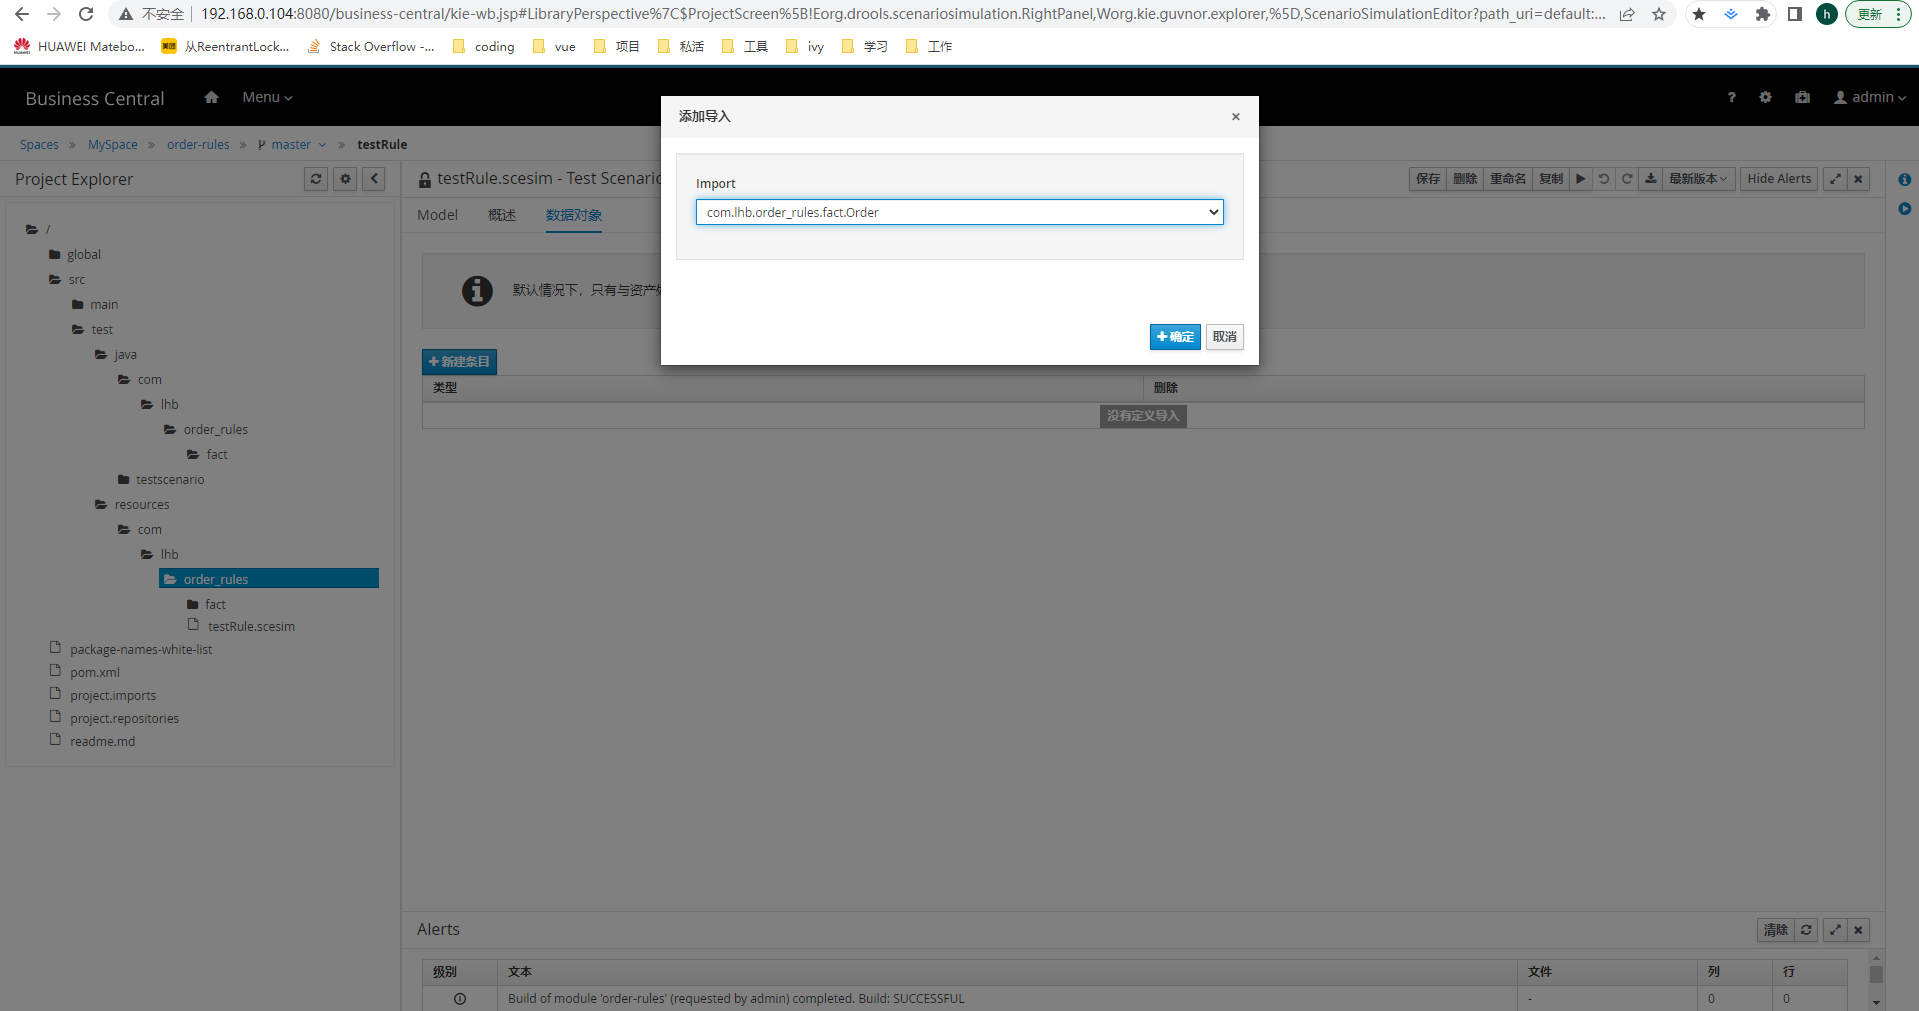 不安全 192.168.0.104:8080/business-central/kie-wb.jsp#LibraryPerspective%7C$ProjectScreen%5B!Eorg.drools.scenariosimulation.RightPanel,Worg.kie.guvnor.explorer,%5D,ScenarioSimulationEditor?path_uri=default:... h 更新
HUAWEI Matebo... 从ReentrantLock... Stack Overflow -... coding vue 项目 私活 工具 ivy 学习 工作
Business Central Menu ? admin
添加导入 ×
Spaces » MySpace » order-rules » master » testRule
Project Explorer
testRule.scesim - Test Scenario
保存 删除 重命名 复制 最新版本 Hide Alerts
Import
com.lhb.order_rules.fact.Order
Model 概述 数据对象
默认情况下，只有与资产处
+确定 取消
+新建条目
类型 删除
没有定义导入
/
global
src
main
test
java
com
lhb
order_rules
fact
testscenario
resources
com
lhb
order_rules
fact
testRule.scesim
package-names-white-list
pom.xml
project.imports
project.repositories
readme.md
Alerts 清除
级别 文本 文件 列 行
Build of module 'order-rules' (requested by admin) completed. Build: SUCCESSFUL - 0 0